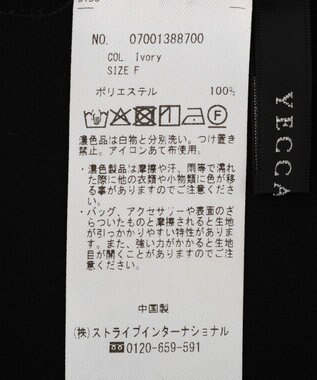 NO. 07001388700
COL Ivory
SIZE F
ポリエステル 100%
濃色品は白物と分別洗い。つけ置き
禁止。アイコンあて布使用。
・濃色製品は摩擦や汗、雨等で濡れ
た際に他の衣類や小物類に色が移
る事がありますのでご注意くださ
い。
・バッグ、アクセサリーや表面のざ
らついたものと摩擦されると生地
が引っかかりやすい特性がありま
す。また、強い力がかかると生地
目が開くことがありますのでご注
意ください。
中国製
(株)ストライプインターナショナル
0120-659-591
YECCA